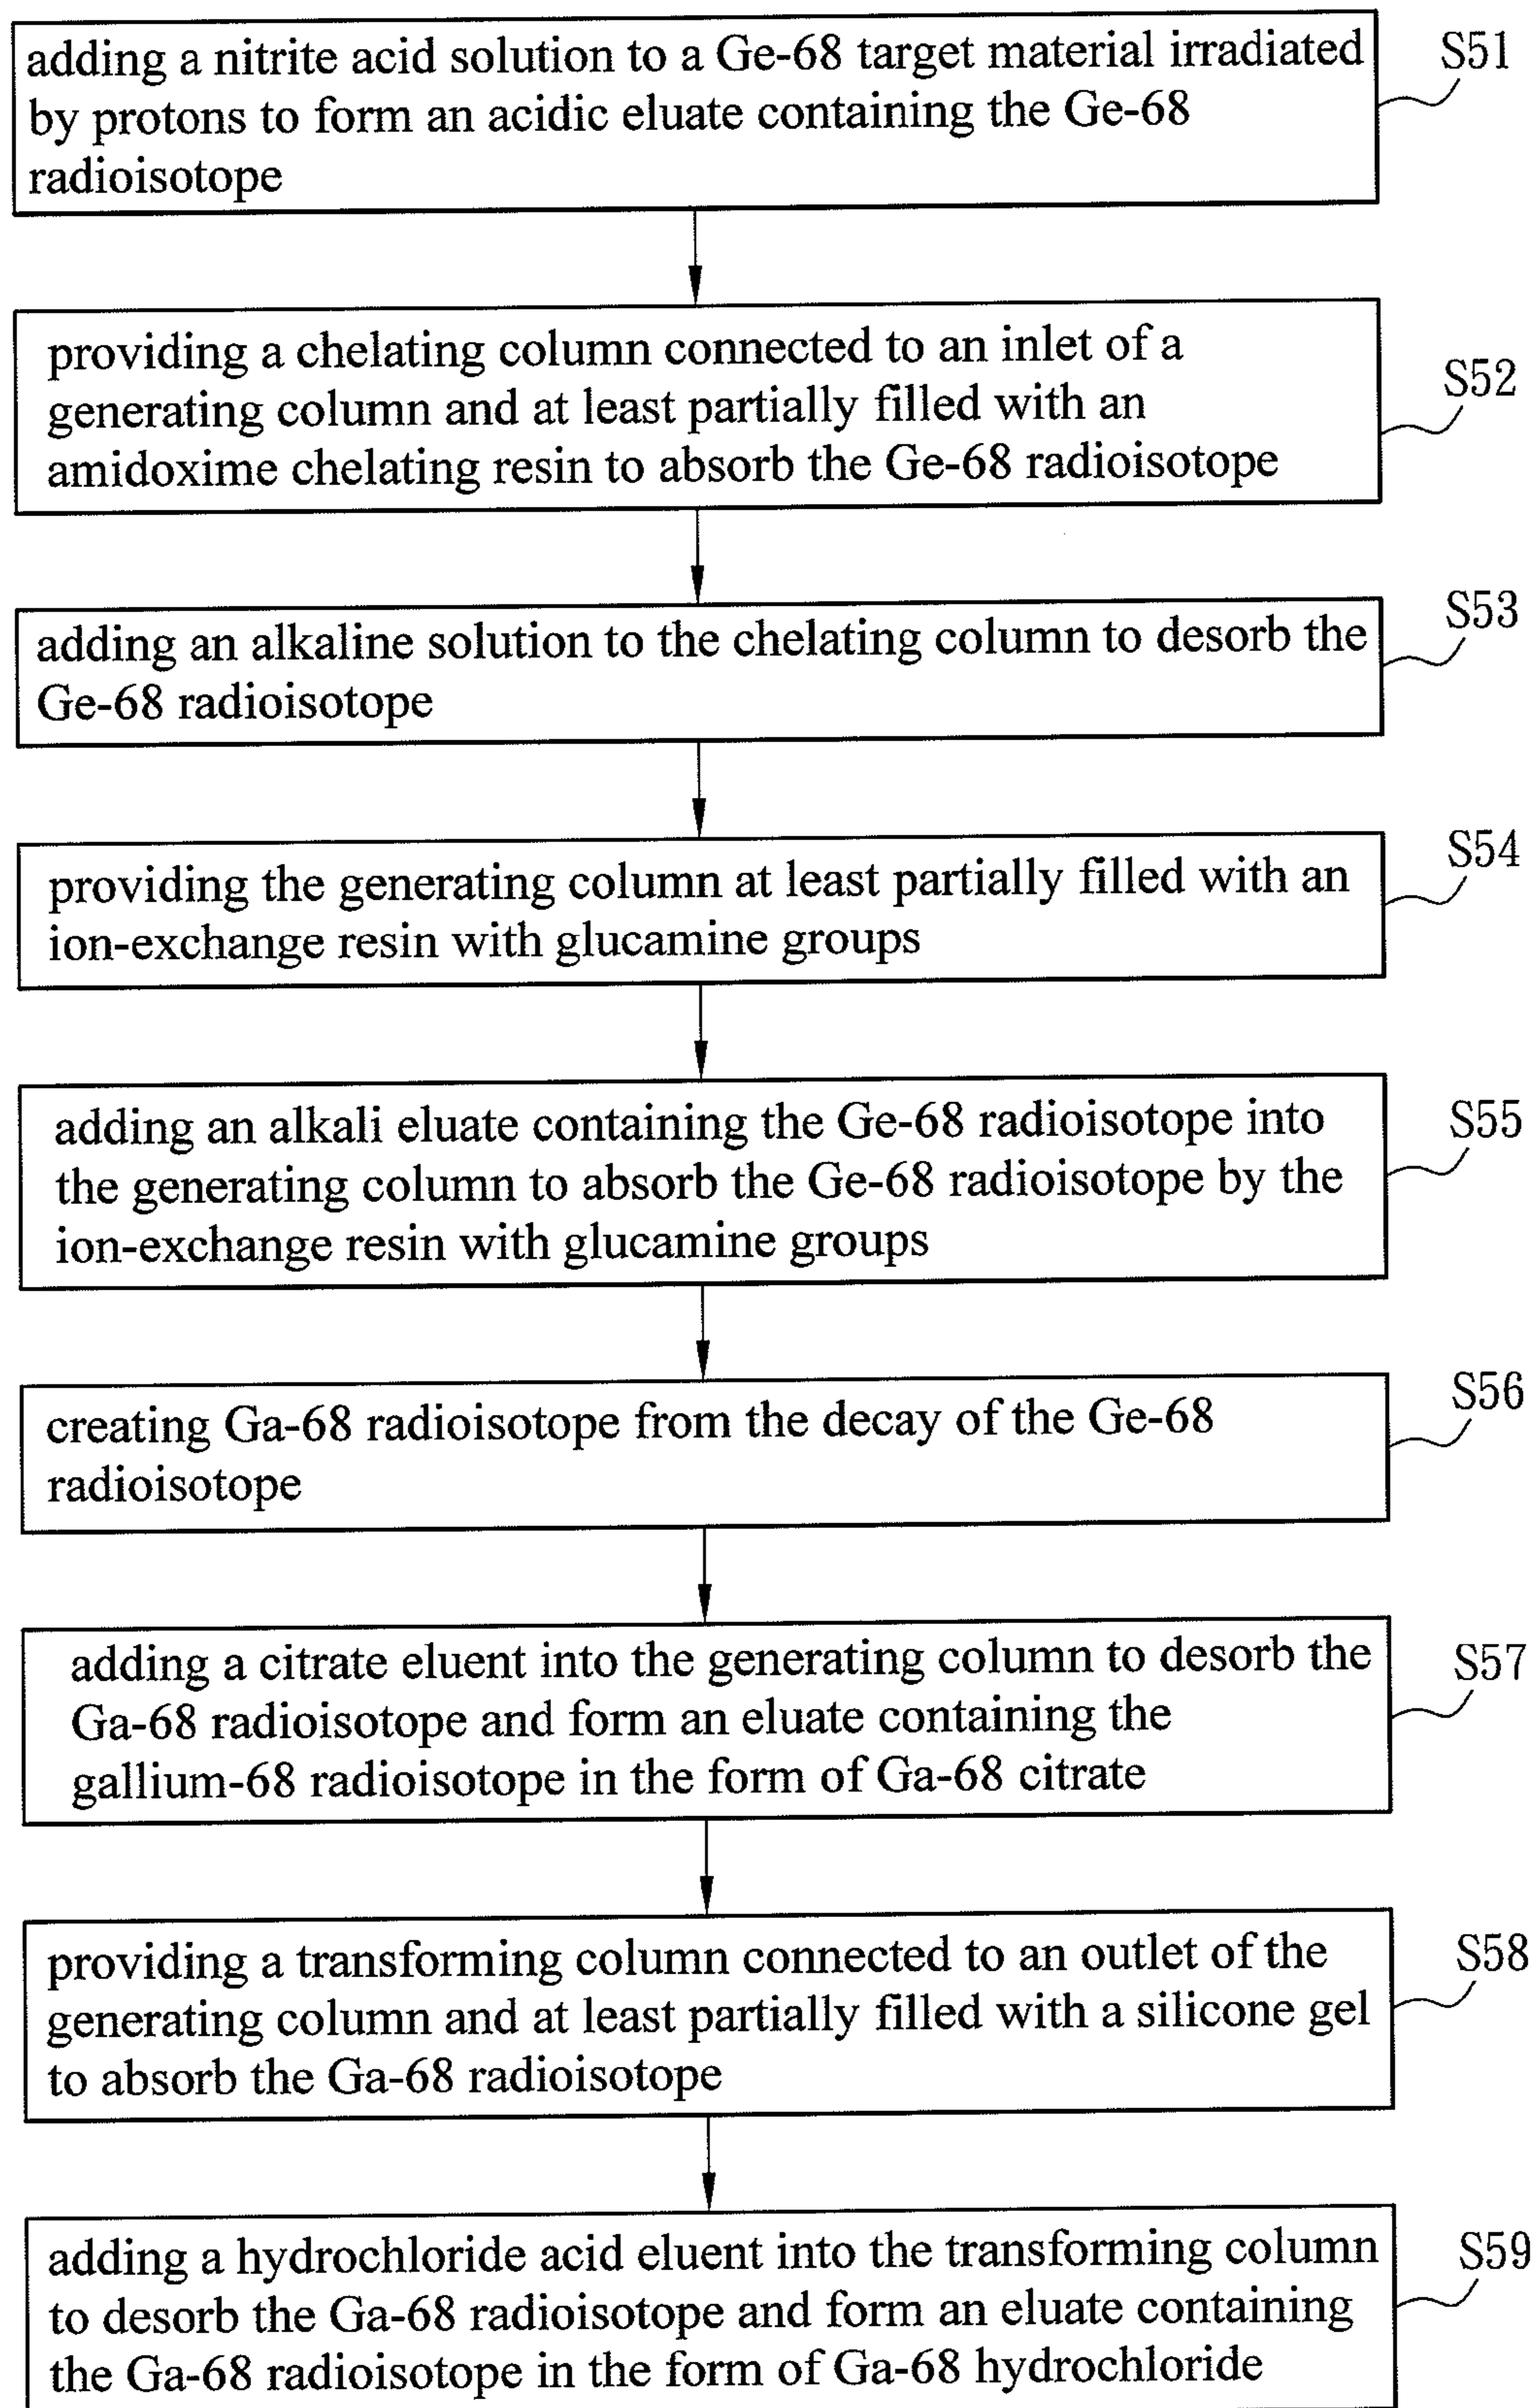 adding a nitrite acid solution to a Ge-68 target material irradiated
by protons to form an acidic eluate containing the Ge-68
radioisotope
S51
providing a chelating column connected to an inlet of a
generating column and at least partially filled with an
amidoxime chelating resin to absorb the Ge-68 radioisotope
S52
adding an alkaline solution to the chelating column to desorb the
Ge-68 radioisotope
S53
providing the generating column at least partially filled with an
ion-exchange resin with glucamine groups
S54
adding an alkali eluate containing the Ge-68 radioisotope into
the generating column to absorb the Ge-68 radioisotope by the
ion-exchange resin with glucamine groups
S55
creating Ga-68 radioisotope from the decay of the Ge-68
radioisotope
S56
adding a citrate eluent into the generating column to desorb the
Ga-68 radioisotope and form an eluate containing the
gallium-68 radioisotope in the form of Ga-68 citrate
S57
providing a transforming column connected to an outlet of the
generating column and at least partially filled with a silicone gel
to absorb the Ga-68 radioisotope
S58
adding a hydrochloride acid eluent into the transforming column
to desorb the Ga-68 radioisotope and form an eluate containing
the Ga-68 radioisotope in the form of Ga-68 hydrochloride
S59